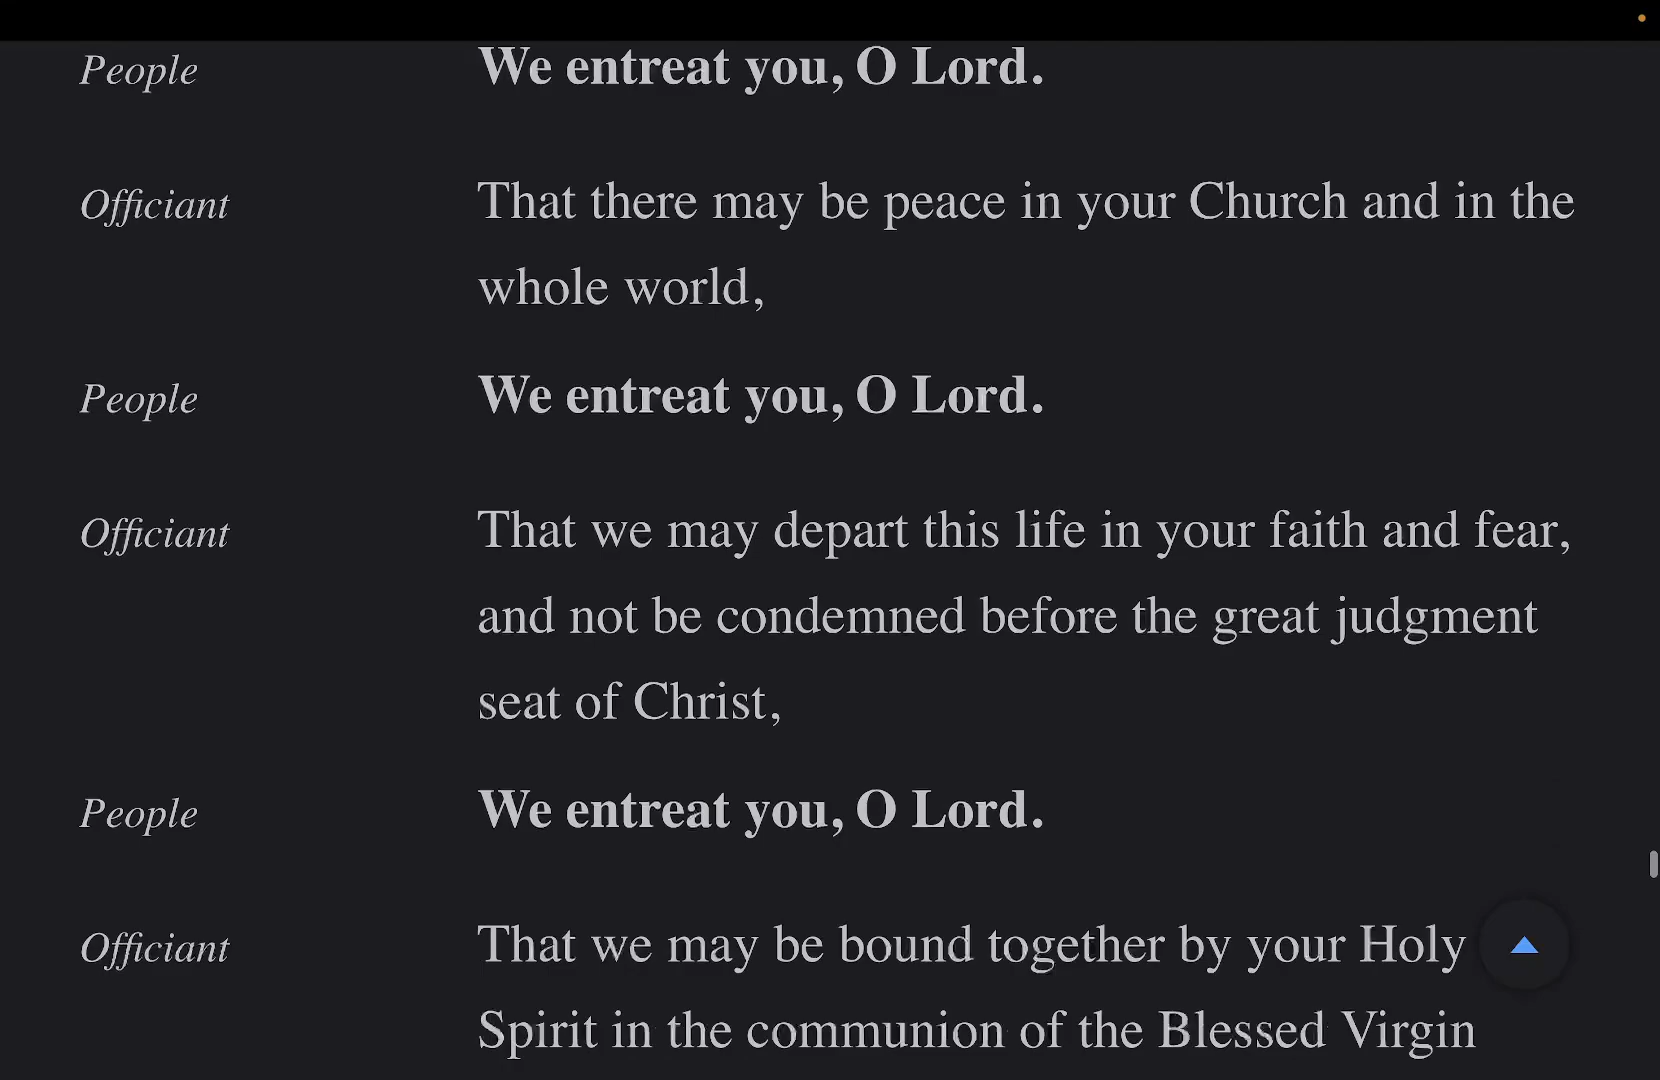 People We entreat you, O Lord.
Officiant That there may be peace in your Church and in the
whole world,
People We entreat you, O Lord.
Officiant That we may depart this life in your faith and fear,
and not be condemned before the great judgment
seat of Christ,
People We entreat you, O Lord.
Officiant That we may be bound together by your Holy
Spirit in the communion of the Blessed Virgin